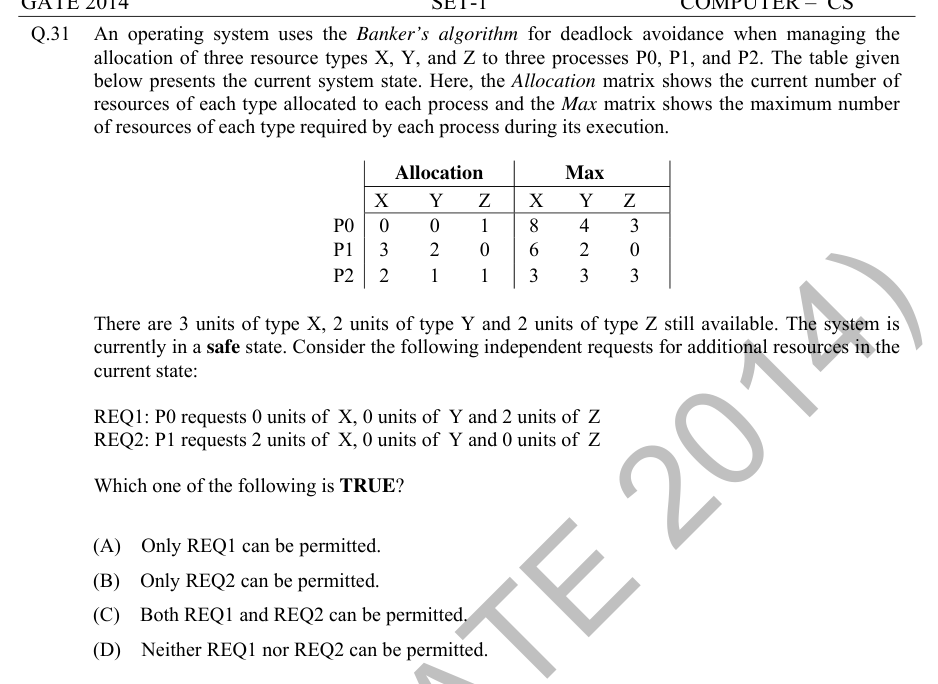 GATE 2014 SET-1 COMPUTER – CS
Q.31 An operating system uses the Banker's algorithm for deadlock avoidance when managing the
allocation of three resource types X, Y, and Z to three processes P0, P1, and P2. The table given
below presents the current system state. Here, the Allocation matrix shows the current number of
resources of each type allocated to each process and the Max matrix shows the maximum number
of resources of each type required by each process during its execution.
Allocation Max
X Y Z X Y Z
P0 0 0 1 8 4 3
P1 3 2 0 6 2 0
P2 2 1 1 3 3 3
There are 3 units of type X, 2 units of type Y and 2 units of type Z still available. The system is
currently in a safe state. Consider the following independent requests for additional resources in the
current state:
REQ1: P0 requests 0 units of X, 0 units of Y and 2 units of Z
REQ2: P1 requests 2 units of X, 0 units of Y and 0 units of Z
Which one of the following is TRUE?
(A) Only REQ1 can be permitted.
(B) Only REQ2 can be permitted.
(C) Both REQ1 and REQ2 can be permitted.
(D) Neither REQ1 nor REQ2 can be permitted.
ATE 2014)